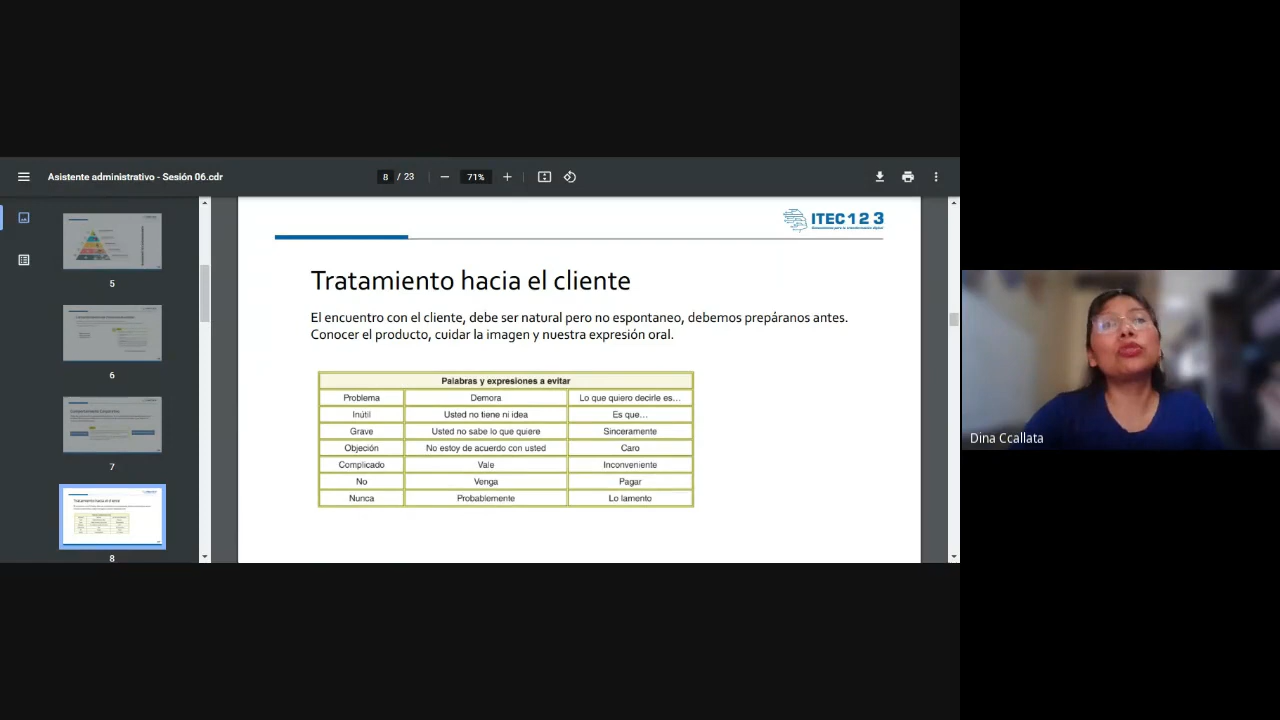 Asistente administrativo - Sesión 06.cdr
8 / 23
71%
5
6
7
8
ITEC 1 2 3
Tratamiento hacia el cliente
El encuentro con el cliente, debe ser natural pero no espontaneo, debemos prepáranos antes.
Conocer el producto, cuidar la imagen y nuestra expresión oral.
Palabras y expresiones a evitar
Problema Demora Lo que quiero decirle es...
Inútil Usted no tiene ni idea Es que...
Grave Usted no sabe lo que quiere Sinceramente
Objeción No estoy de acuerdo con usted Caro
Complicado Vale Inconveniente
No Venga Pagar
Nunca Probablemente Lo lamento
Dina Ccallata